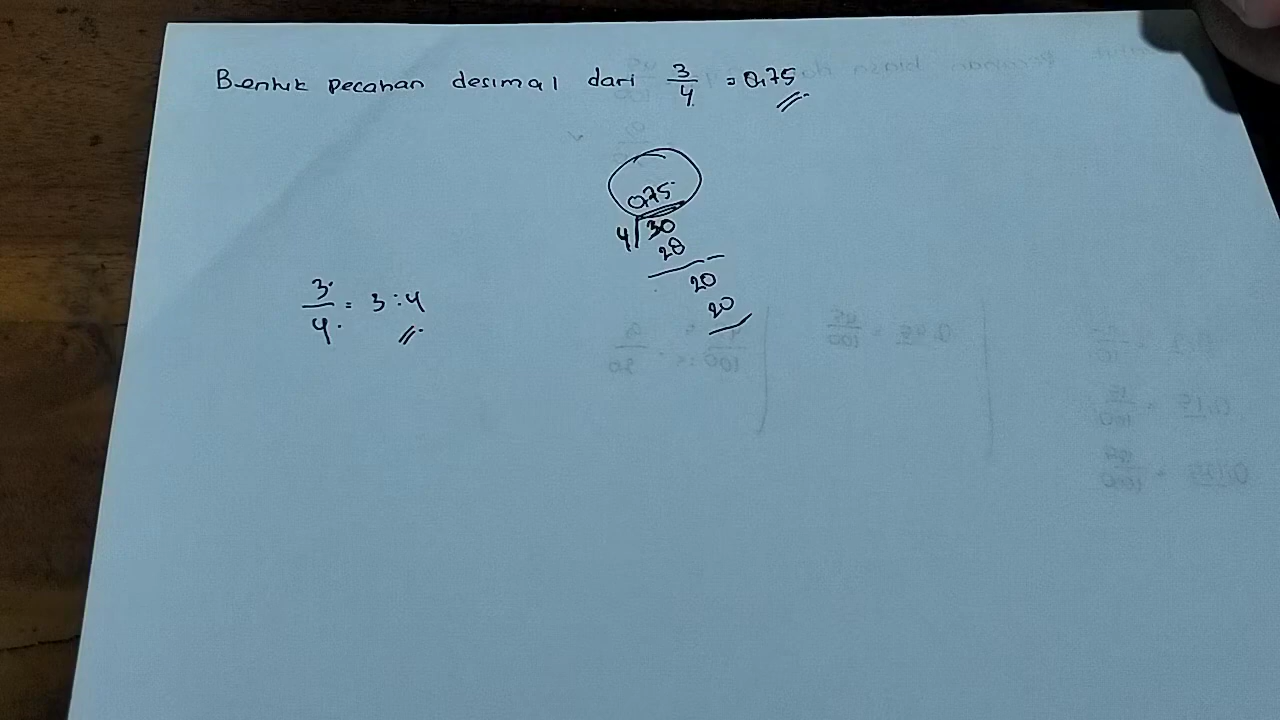 Bentuk pecahan desimal dari 3/4 = 0,75
0,75
4 30
28
20
20
3/4 = 3 : 4